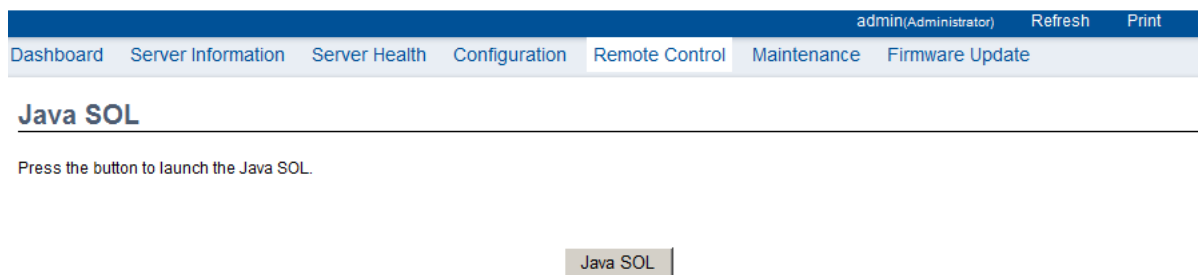 admin(Administrator) Refresh Print
Dashboard Server Information Server Health Configuration Remote Control Maintenance Firmware Update
Java SOL
Press the button to launch the Java SOL.
Java SOL